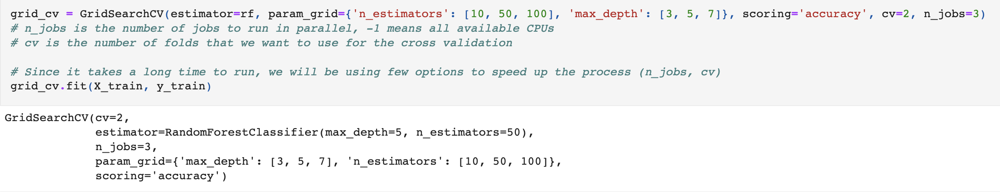 grid_cv = GridSearchCV(estimator=rf, param_grid={'n_estimators': [10, 50, 100], 'max_depth': [3, 5, 7]}, scoring='accuracy', cv=2, n_jobs=3)
# n_jobs is the number of jobs to run in parallel, -1 means all available CPUs
# cv is the number of folds that we want to use for the cross validation
# Since it takes a long time to run, we will be using few options to speed up the process (n_jobs, cv)
grid_cv.fit(X_train, y_train)
GridSearchCV(cv=2,
estimator=RandomForestClassifier(max_depth=5, n_estimators=50),
n_jobs=3,
param_grid={'max_depth': [3, 5, 7], 'n_estimators': [10, 50, 100]},
scoring='accuracy')